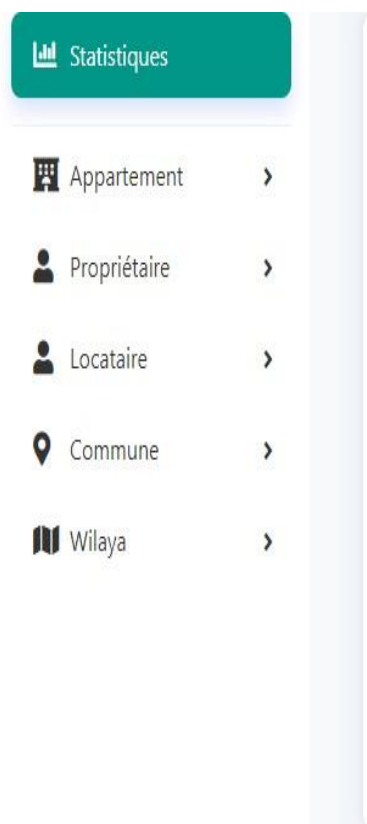 Statistiques
Appartement
Propriétaire
Locataire
Commune
Wilaya